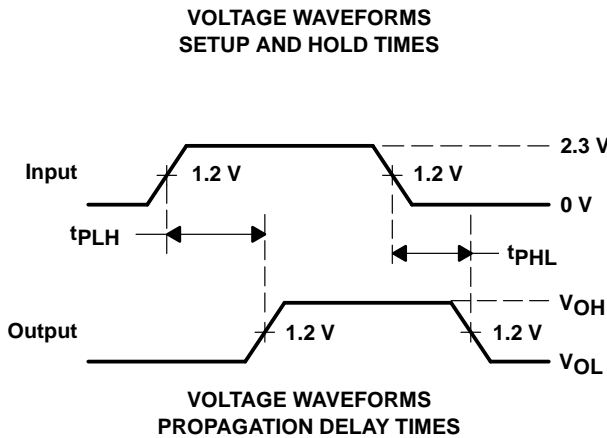 VOLTAGE WAVEFORMS
SETUP AND HOLD TIMES
2.3 V
Input
1.2 V
1.2 V
0 V
tPLH
tPHL
VOH
Output
1.2 V
1.2 V
VOL
VOLTAGE WAVEFORMS
PROPAGATION DELAY TIMES